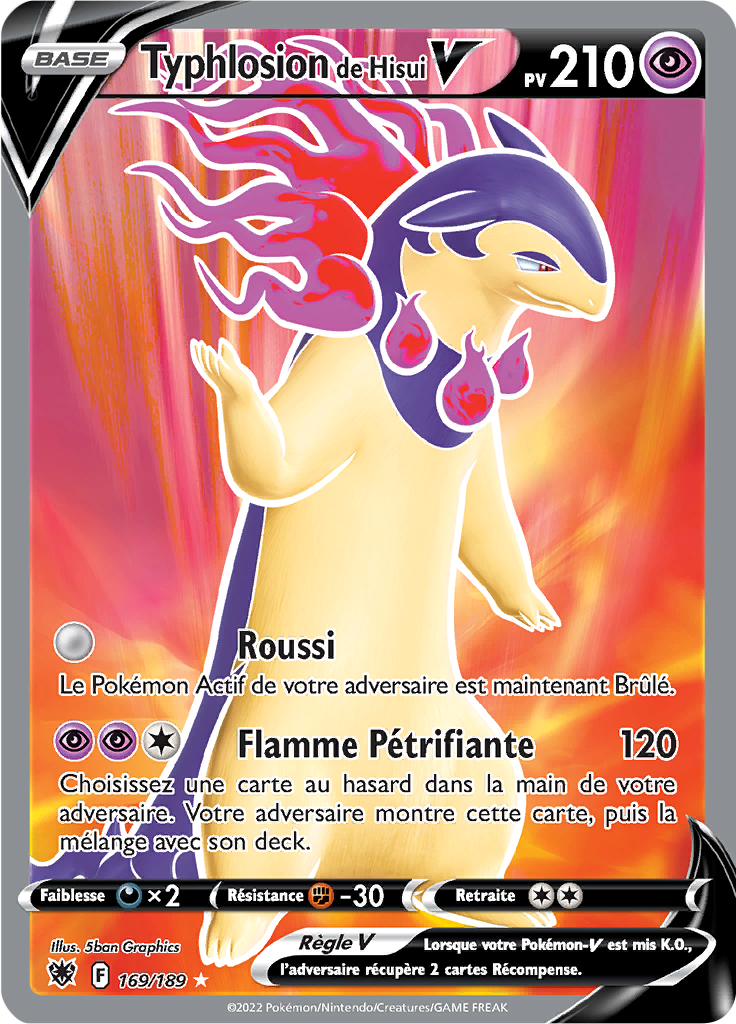 BASE Typhlosion de Hisui V PV 210
Roussi
Le Pokémon Actif de votre adversaire est maintenant Brûlé.
Flamme Pétrifiante 120
Choisissez une carte au hasard dans la main de votre
adversaire. Votre adversaire montre cette carte, puis la
mélange avec son deck.
Faiblesse ×2 Résistance -30 Retraite
Illus. 5ban Graphics
Règle V Lorsque votre Pokémon-V est mis K.O.,
l'adversaire récupère 2 cartes Récompense.
F 169/189 ★
©2022 Pokémon/Nintendo/Creatures/GAME FREAK